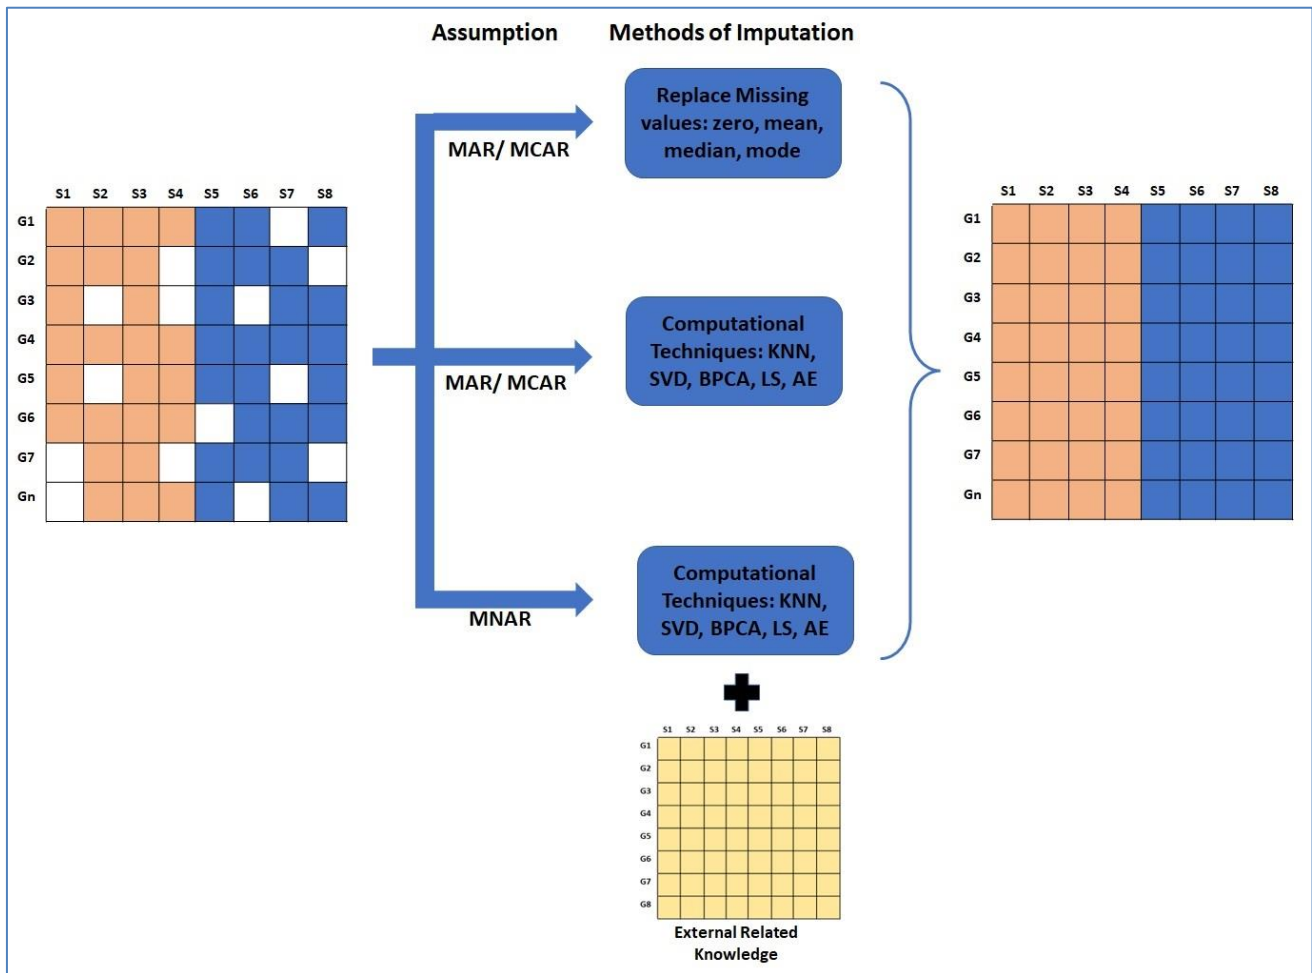 Assumption
Methods of Imputation
Replace Missing
values: zero, mean,
median, mode
MAR/ MCAR
S1 S2 S3 S4 S5 S6 S7 S8
G1
G2
G3
G4
G5
G6
G7
Gn
Computational
Techniques: KNN,
SVD, BPCA, LS, AE
MAR/ MCAR
Computational
Techniques: KNN,
SVD, BPCA, LS, AE
MNAR
S1 S2 S3 S4 S5 S6 S7 S8
G1
G2
G3
G4
G5
G6
G7
G8
External Related
Knowledge
S1 S2 S3 S4 S5 S6 S7 S8
G1
G2
G3
G4
G5
G6
G7
Gn